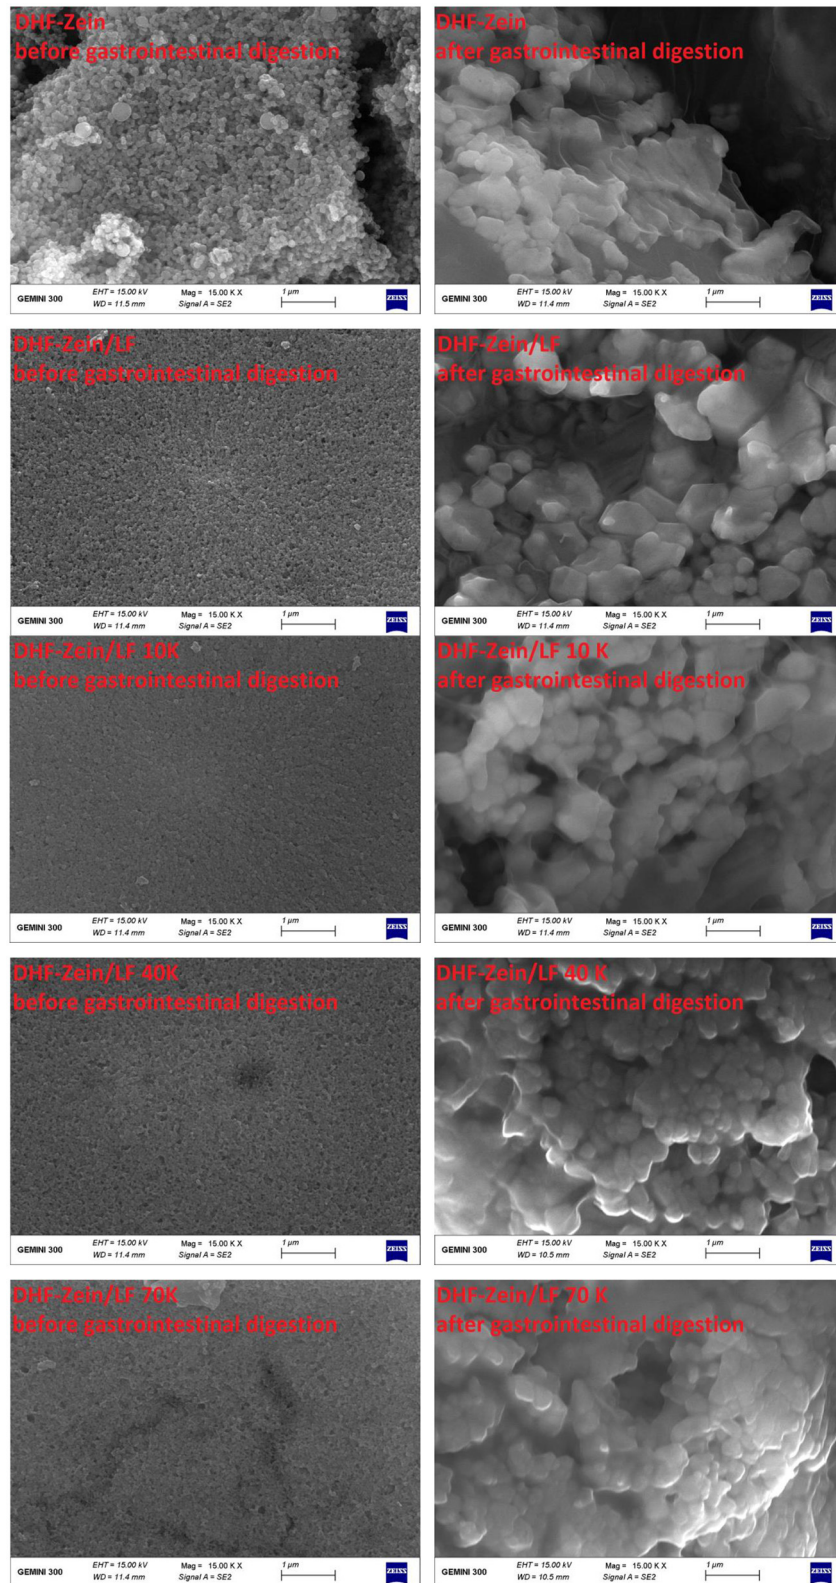 DHF-Zein
before gastrointestinal digestion
GEMINI 300
EHT = 15.00 kV
Mag = 15.00 K X
1 μm
WD = 11.5 mm
Signal A = SE2
ZEISS
DHF-Zein
after gastrointestinal digestion
GEMINI 300
EHT = 15.00 kV
Mag = 15.00 K X
1 μm
WD = 11.4 mm
Signal A = SE2
ZEISS
DHF-Zein/LF
before gastrointestinal digestion
GEMINI 300
EHT = 15.00 kV
Mag = 15.00 K X
1 μm
WD = 11.4 mm
Signal A = SE2
ZEISS
DHF-Zein/LF
after gastrointestinal digestion
GEMINI 300
EHT = 15.00 kV
Mag = 15.00 K X
1 μm
WD = 11.4 mm
Signal A = SE2
ZEISS
DHF-Zein/LF 10K
before gastrointestinal digestion
GEMINI 300
EHT = 15.00 kV
Mag = 15.00 K X
1 μm
WD = 11.4 mm
Signal A = SE2
ZEISS
DHF-Zein/LF 10 K
after gastrointestinal digestion
GEMINI 300
EHT = 15.00 kV
Mag = 15.00 K X
1 μm
WD = 11.4 mm
Signal A = SE2
ZEISS
DHF-Zein/LF 40K
before gastrointestinal digestion
GEMINI 300
EHT = 15.00 kV
Mag = 15.00 K X
1 μm
WD = 11.4 mm
Signal A = SE2
ZEISS
DHF-Zein/LF 40 K
after gastrointestinal digestion
GEMINI 300
EHT = 15.00 kV
Mag = 15.00 K X
1 μm
WD = 10.5 mm
Signal A = SE2
ZEISS
DHF-Zein/LF 70K
before gastrointestinal digestion
GEMINI 300
EHT = 15.00 kV
Mag = 15.00 K X
1 μm
WD = 11.4 mm
Signal A = SE2
ZEISS
DHF-Zein/LF 70 K
after gastrointestinal digestion
GEMINI 300
EHT = 15.00 kV
Mag = 15.00 K X
1 μm
WD = 10.5 mm
Signal A = SE2
ZEISS